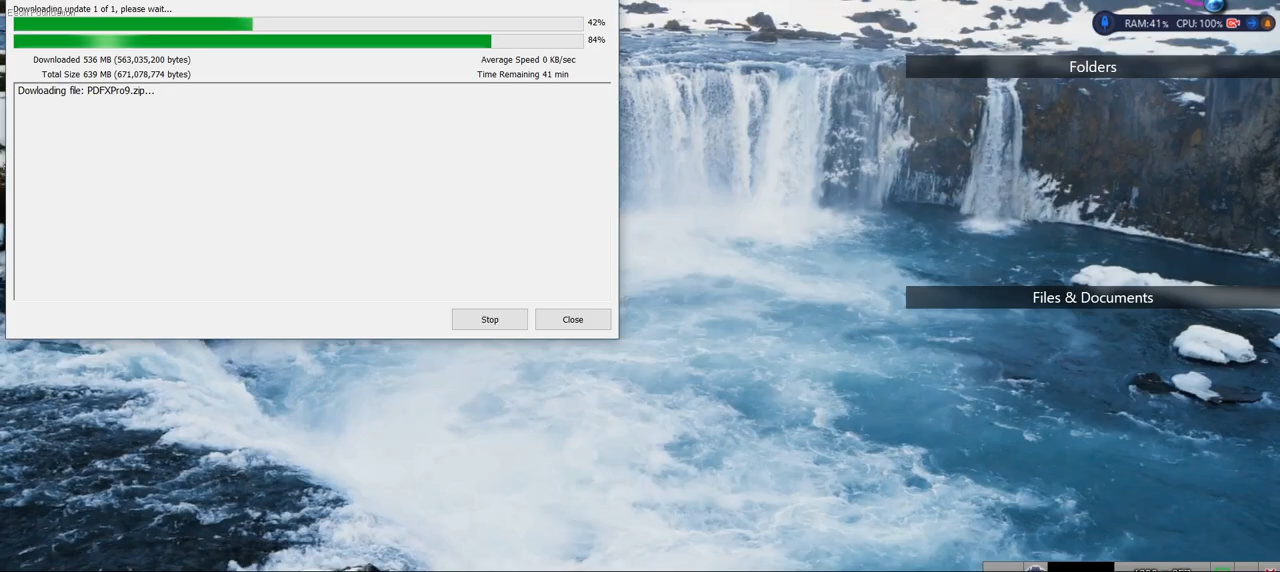 Downloading update 1 of 1, please wait...
42%
84%
Downloaded 536 MB (563,035,200 bytes)
Average Speed 0 KB/sec
Total Size 639 MB (671,078,774 bytes)
Time Remaining 41 min
Dowloading file: PDFXPro9.zip...
Stop
Close
RAM:41% CPU:100%
Folders
Files & Documents